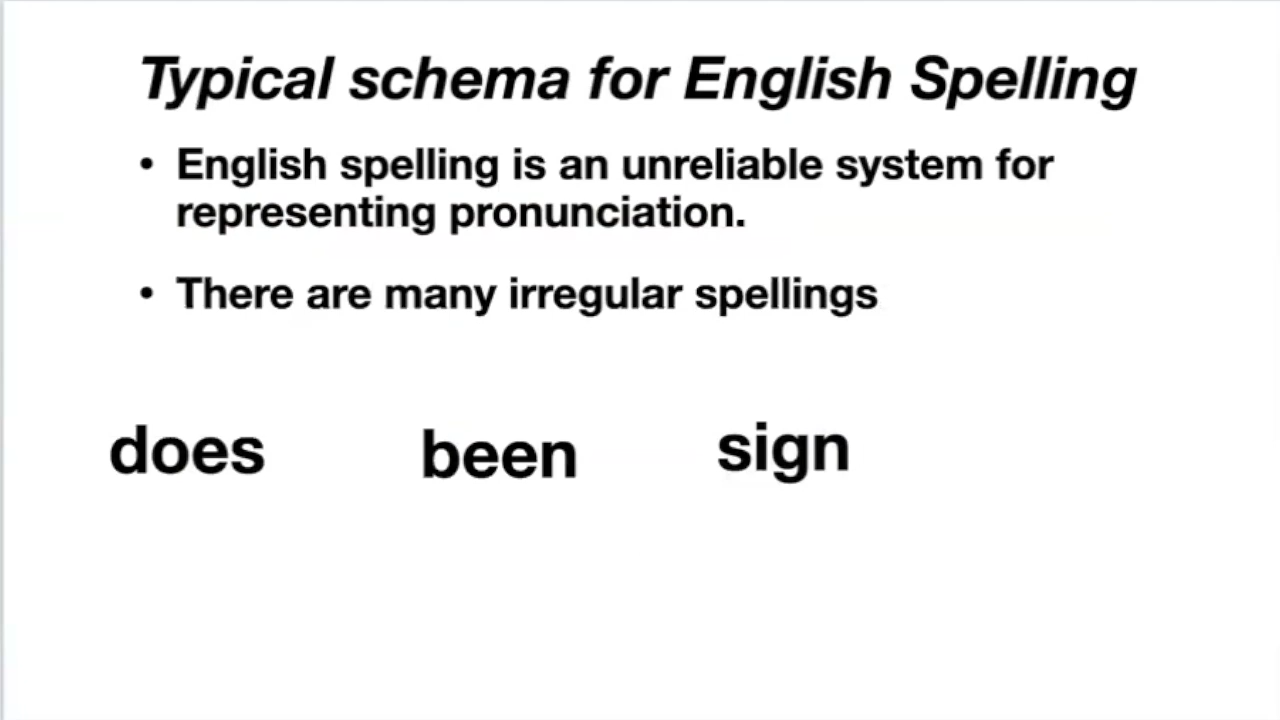 Typical schema for English Spelling
• English spelling is an unreliable system for
representing pronunciation.
• There are many irregular spellings
does been sign